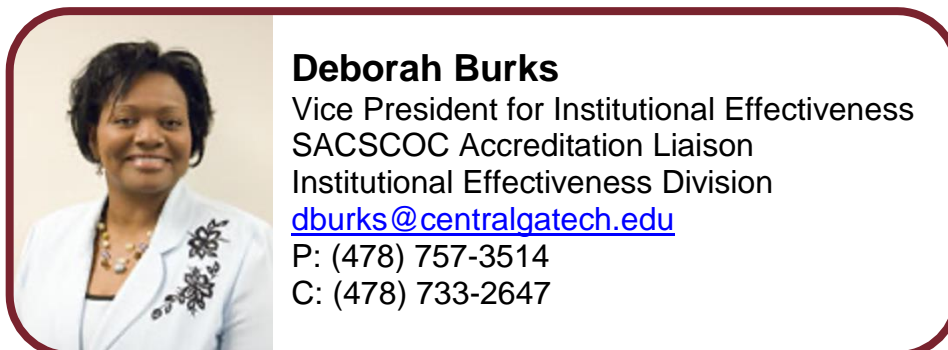 Deborah Burks
Vice President for Institutional Effectiveness
SACSCOC Accreditation Liaison
Institutional Effectiveness Division
dburks@centralgatech.edu
P: (478) 757-3514
C: (478) 733-2647